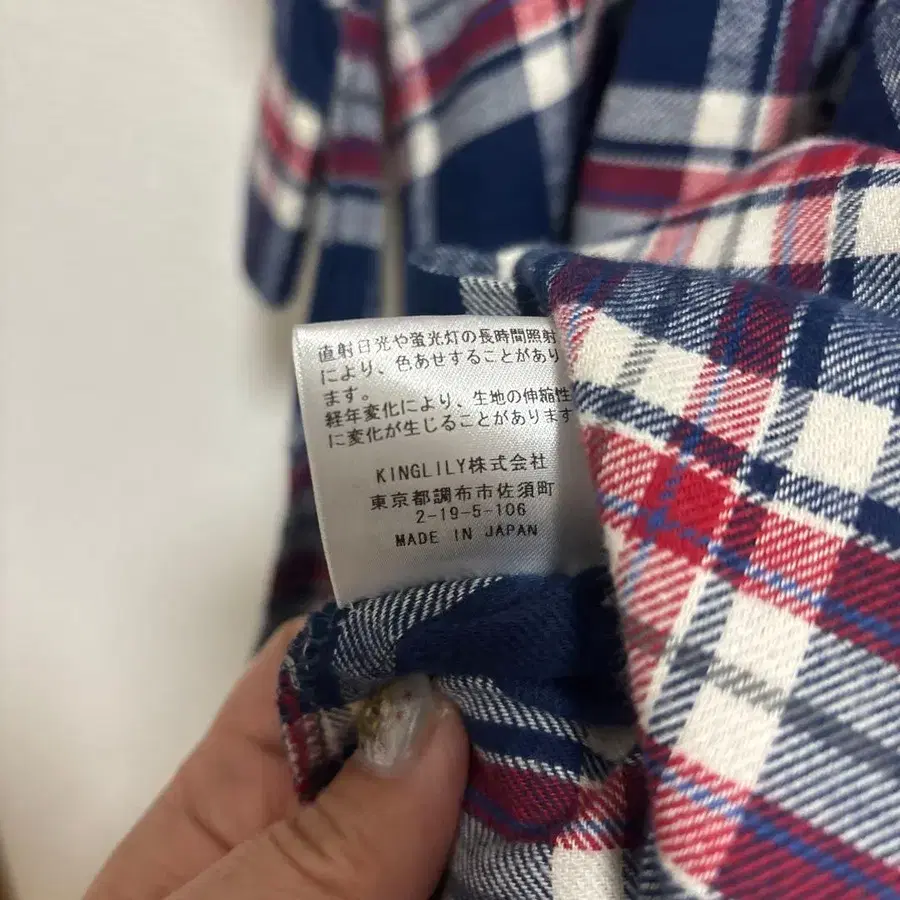 直射日光や蛍光灯の長時間照射
により、色あせすることがあり
ます。
経年変化により、生地の伸縮性
に変化が生じることがあります
KINGLILY株式会社
東京都調布市佐須町
2-19-5-106
MADE IN JAPAN